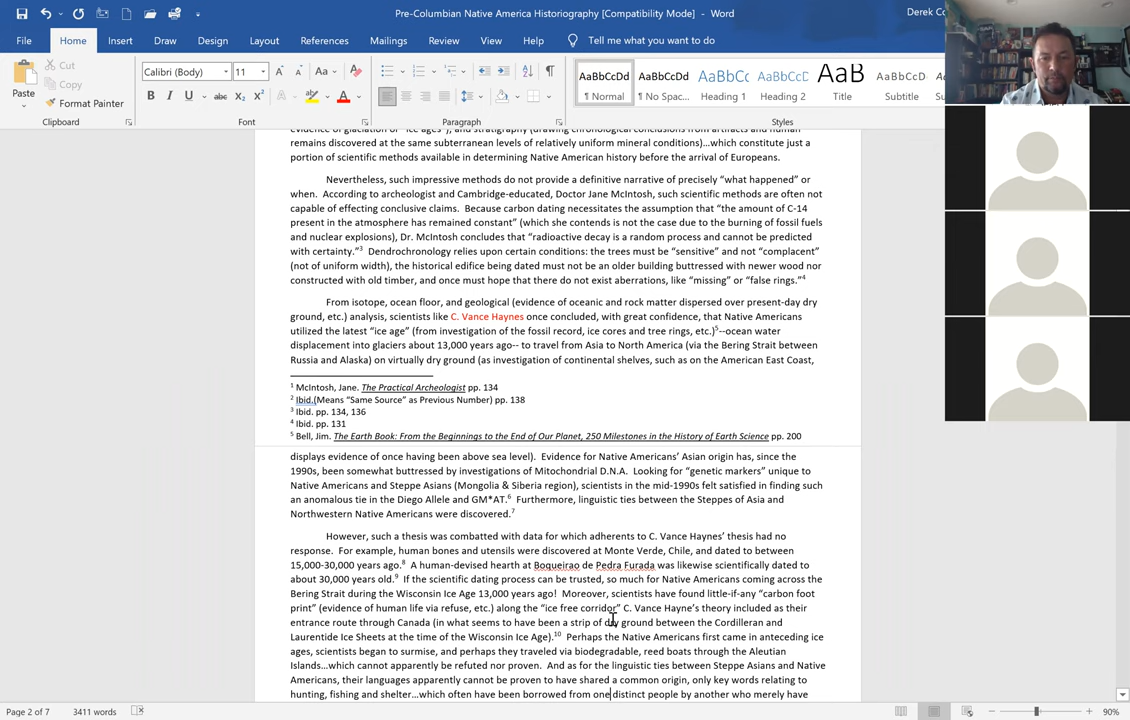 Pre-Columbian Native America Historiography [Compatibility Mode] - Word
Derek Co
File Home Insert Draw Design Layout References Mailings Review View Help Tell me what you want to do
Paste
Cut
Copy
Format Painter
Clipboard
Calibri (Body) 11
Font
Paragraph
AaBbCcDd AaBbCcDd AaBbCc AaBbCcD AaB AaBbCcD AaBbCcDd
¶ Normal ¶ No Spac... Heading 1 Heading 2 Title Subtitle Su
Styles
evidence of glaciation or "ice ages"), and stratigraphy (drawing chronological conclusions from artifacts and human
remains discovered at the same subterranean levels of relatively uniform mineral conditions)…which constitute just a
portion of scientific methods available in determining Native American history before the arrival of Europeans.
Nevertheless, such impressive methods do not provide a definitive narrative of precisely "what happened" or
when. According to archeologist and Cambridge-educated, Doctor Jane McIntosh, such scientific methods are often not
capable of effecting conclusive claims. Because carbon dating necessitates the assumption that "the amount of C-14
present in the atmosphere has remained constant" (which she contends is not the case due to the burning of fossil fuels
and nuclear explosions), Dr. McIntosh concludes that "radioactive decay is a random process and cannot be predicted
with certainty."3 Dendrochronology relies upon certain conditions: the trees must be "sensitive" and not "complacent"
(not of uniform width), the historical edifice being dated must not be an older building buttressed with newer wood nor
constructed with old timber, and once must hope that there do not exist aberrations, like "missing" or "false rings."4
From isotope, ocean floor, and geological (evidence of oceanic and rock matter dispersed over present-day dry
ground, etc.) analysis, scientists like C. Vance Haynes once concluded, with great confidence, that Native Americans
utilized the latest "ice age" (from investigation of the fossil record, ice cores and tree rings, etc.)5--ocean water
displacement into glaciers about 13,000 years ago-- to travel from Asia to North America (via the Bering Strait between
Russia and Alaska) on virtually dry ground (as investigation of continental shelves, such as on the American East Coast,
1 McIntosh, Jane. The Practical Archeologist pp. 134
2 Ibid.(Means "Same Source" as Previous Number) pp. 138
3 Ibid. pp. 134, 136
4 Ibid. pp. 131
5 Bell, Jim. The Earth Book: From the Beginnings to the End of Our Planet, 250 Milestones in the History of Earth Science pp. 200
displays evidence of once having been above sea level). Evidence for Native Americans' Asian origin has, since the
1990s, been somewhat buttressed by investigations of Mitochondrial D.N.A. Looking for "genetic markers" unique to
Native Americans and Steppe Asians (Mongolia & Siberia region), scientists in the mid-1990s felt satisfied in finding such
an anomalous tie in the Diego Allele and GM*AT.6 Furthermore, linguistic ties between the Steppes of Asia and
Northwestern Native Americans were discovered.7
However, such a thesis was combatted with data for which adherents to C. Vance Haynes' thesis had no
response. For example, human bones and utensils were discovered at Monte Verde, Chile, and dated to between
15,000-30,000 years ago.8 A human-devised hearth at Boqueirao de Pedra Furada was likewise scientifically dated to
about 30,000 years old.9 If the scientific dating process can be trusted, so much for Native Americans coming across the
Bering Strait during the Wisconsin Ice Age 13,000 years ago! Moreover, scientists have found little-if-any "carbon foot
print" (evidence of human life via refuse, etc.) along the "ice free corridor" C. Vance Hayne's theory included as their
entrance route through Canada (in what seems to have been a strip of day ground between the Cordilleran and
Laurentide Ice Sheets at the time of the Wisconsin Ice Age).10 Perhaps the Native Americans first came in anteceding ice
ages, scientists began to surmise, and perhaps they traveled via biodegradable, reed boats through the Aleutian
Islands…which cannot apparently be refuted nor proven. And as for the linguistic ties between Steppe Asians and Native
Americans, their languages apparently cannot be proven to have shared a common origin, only key words relating to
hunting, fishing and shelter…which often have been borrowed from one distinct people by another who merely have
Page 2 of 7 3411 words
90%